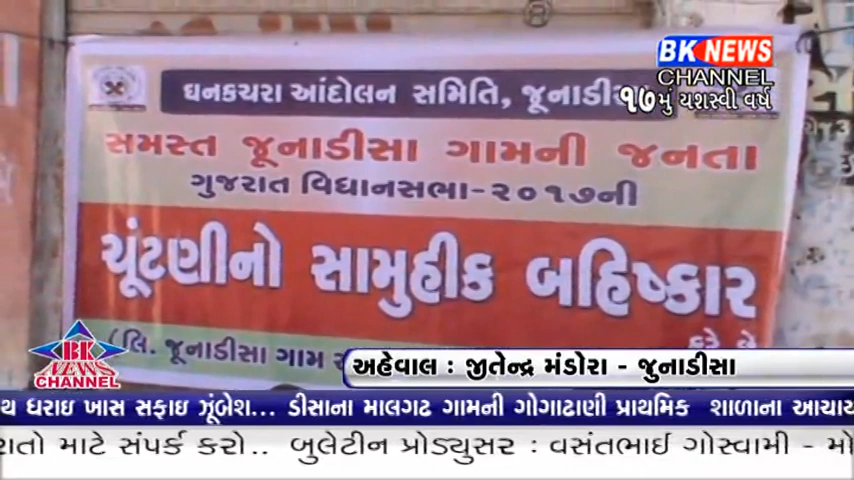 BK NEWS
CHANNEL
૧૭મું યશસ્વી વર્ષ
ઘનકચરા આંદોલન સમિતિ, જૂનાડીસા
સમસ્ત જૂનાડીસા ગામની જનતા
ગુજરાત વિધાનસભા-૨૦૧૭ની
ચૂંટણીનો સામુહીક બહિષ્કાર
કરે છે
(લિ. જૂનાડીસા ગામ
BK
NEWS
CHANNEL
અહેવાલ : જીતેન્દ્ર મંડોરા - જુનાડીસા
થ ધરાઇ ખાસ સફાઇ ઝૂંબેશ... ડીસાના માલગઢ ગામની ગોગાઢાણી પ્રાથમિક શાળાના આચાય
રાતો માટે સંપર્ક કરો.. બુલેટીન પ્રોડ્યુસર : વસંતભાઈ ગોસ્વામી - મો